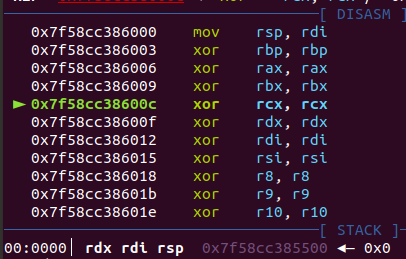 [ DISASM
0x7f58cc386000 mov rsp, rdi
0x7f58cc386003 xor rbp, rbp
0x7f58cc386006 xor rax, rax
0x7f58cc386009 xor rbx, rbx
► 0x7f58cc38600c xor rcx, rcx
0x7f58cc38600f xor rdx, rdx
0x7f58cc386012 xor rdi, rdi
0x7f58cc386015 xor rsi, rsi
0x7f58cc386018 xor r8, r8
0x7f58cc38601b xor r9, r9
0x7f58cc38601e xor r10, r10
[ STACK
00:0000│ rdx rdi rsp 0x7f58cc385500 ◄— 0x0